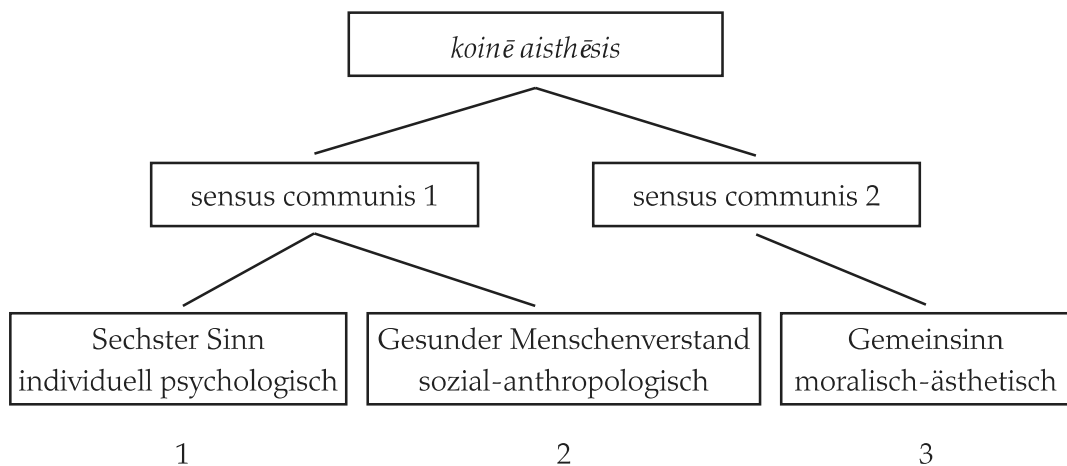 koinē aisthēsis
sensus communis 1
sensus communis 2
Sechster Sinn
individuell psychologisch
Gesunder Menschenverstand
sozial-anthropologisch
Gemeinsinn
moralisch-ästhetisch
1
2
3